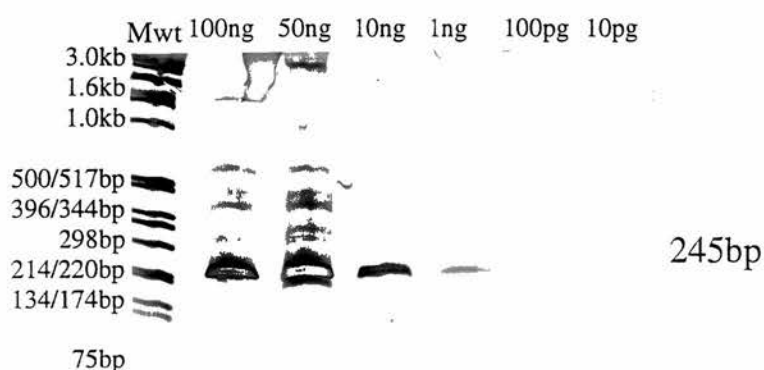 Mwt 100ng 50ng 10ng 1ng 100pg 10pg
3.0kb
1.6kb
1.0kb
500/517bp
396/344bp
298bp
245bp
214/220bp
134/174bp
75bp